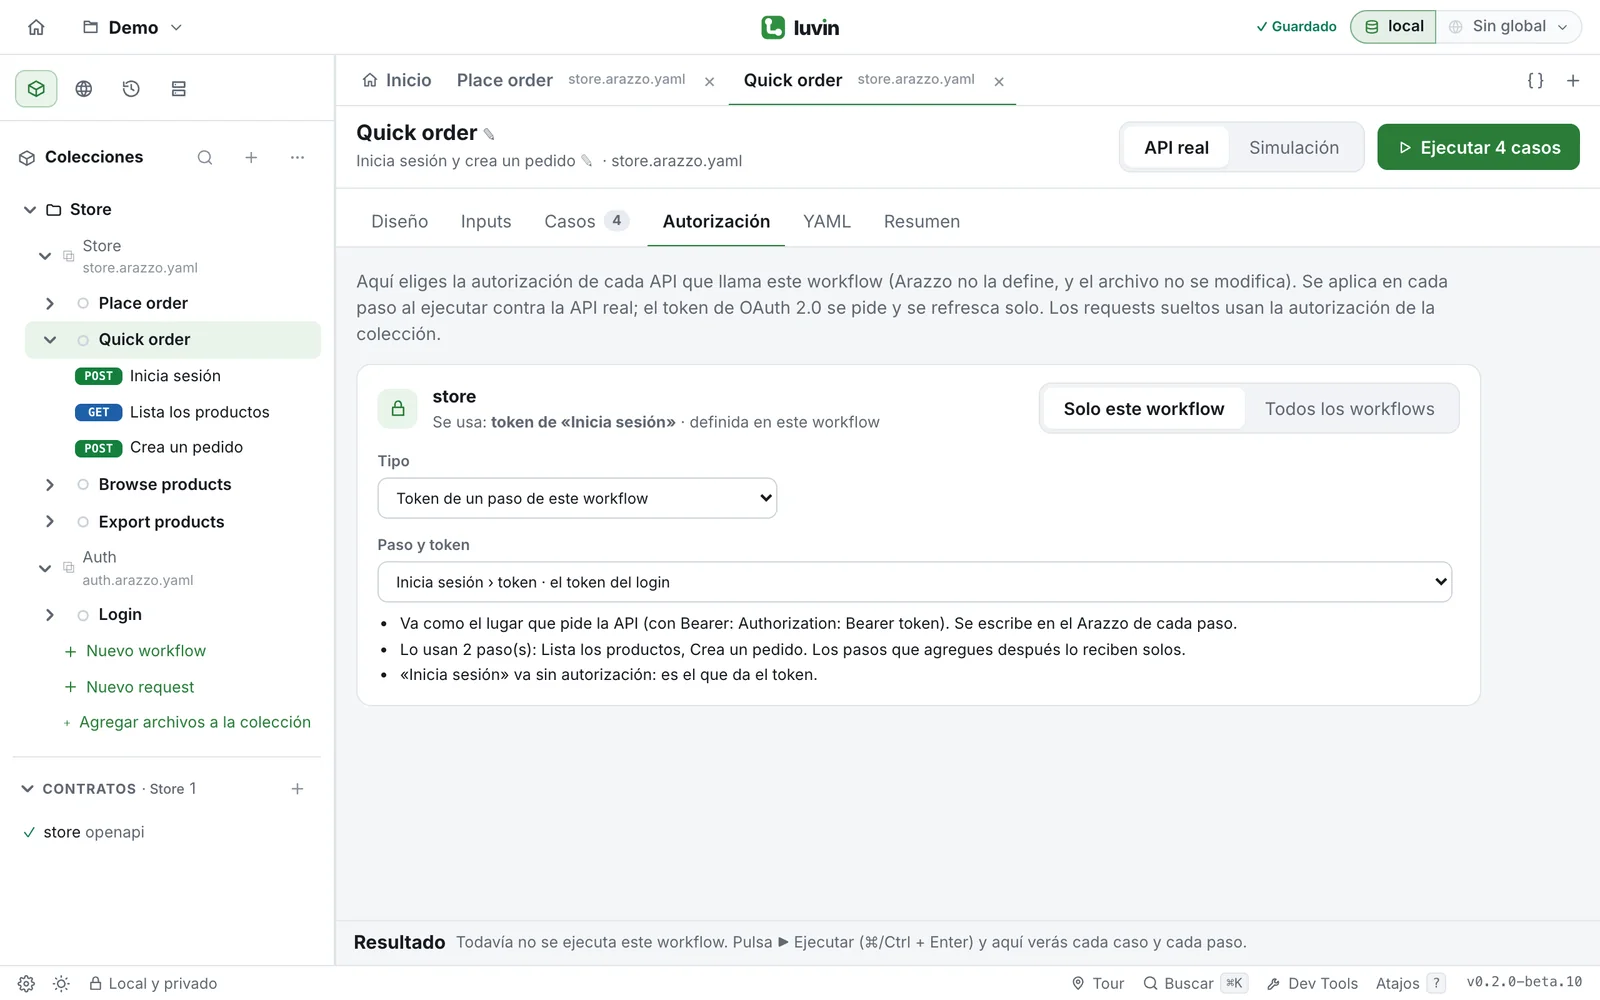 Demo
luvin
Guardado
local
Sin global
Inicio
Place order store.arazzo.yaml
Quick order store.arazzo.yaml
Colecciones
Store
Store
store.arazzo.yaml
Place order
Quick order
POST Inicia sesión
GET Lista los productos
POST Crea un pedido
Browse products
Export products
Auth
auth.arazzo.yaml
Login
+ Nuevo workflow
+ Nuevo request
+ Agregar archivos a la colección
CONTRATOS · Store 1
store openapi
Quick order
Inicia sesión y crea un pedido · store.arazzo.yaml
API real
Simulación
Ejecutar 4 casos
Diseño
Inputs
Casos 4
Autorización
YAML
Resumen
Aquí eliges la autorización de cada API que llama este workflow (Arazzo no la define, y el archivo no se modifica). Se aplica en cada
paso al ejecutar contra la API real; el token de OAuth 2.0 se pide y se refresca solo. Los requests sueltos usan la autorización de la
colección.
store
Se usa: token de «Inicia sesión» · definida en este workflow
Solo este workflow
Todos los workflows
Tipo
Token de un paso de este workflow
Paso y token
Inicia sesión › token · el token del login
• Va como el lugar que pide la API (con Bearer: Authorization: Bearer token). Se escribe en el Arazzo de cada paso.
• Lo usan 2 paso(s): Lista los productos, Crea un pedido. Los pasos que agregues después lo reciben solos.
• «Inicia sesión» va sin autorización: es el que da el token.
Resultado Todavía no se ejecuta este workflow. Pulsa ▶ Ejecutar (⌘/Ctrl + Enter) y aquí verás cada caso y cada paso.
Local y privado
Tour
Buscar ⌘K
Dev Tools
Atajos ?
v0.2.0-beta.10